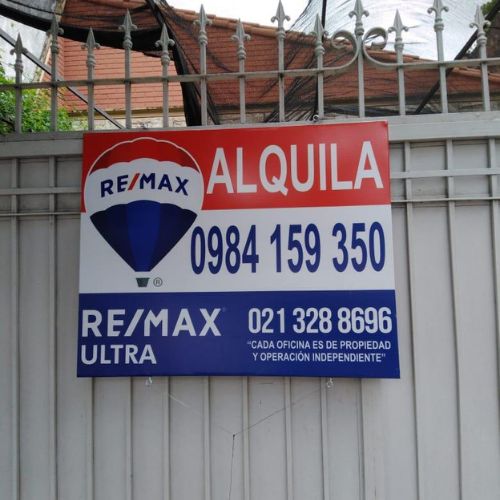 RE/MAX
ALQUILA
0984 159 350
®
RE/MAX
ULTRA
021 328 8696
"CADA OFICINA ES DE PROPIEDAD
Y OPERACIÓN INDEPENDIENTE"